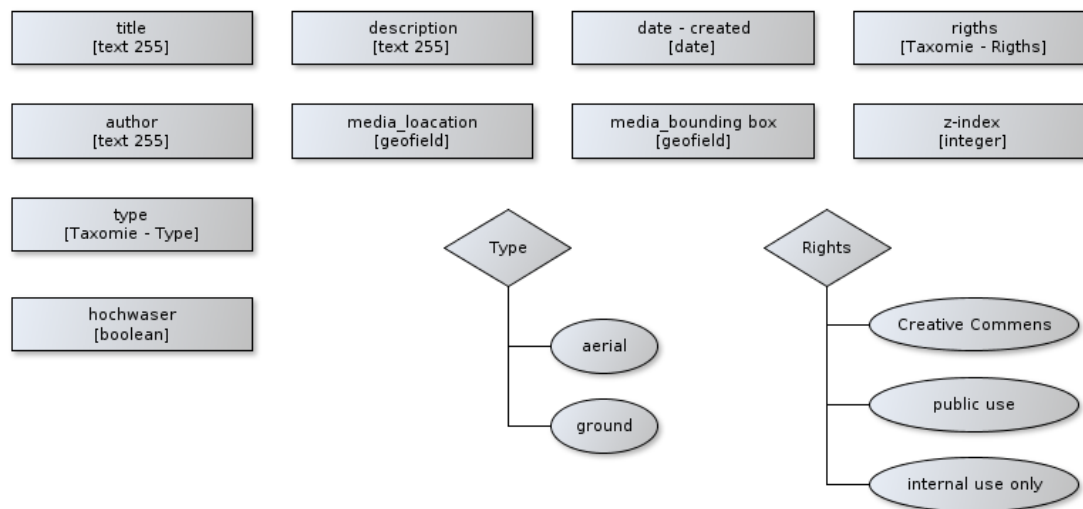 title
[text 255]
description
[text 255]
date - created
[date]
rigths
[Taxomie - Rigths]
author
[text 255]
media_loacation
[geofield]
media_bounding box
[geofield]
z-index
[integer]
type
[Taxomie - Type]
hochwaser
[boolean]
Type
aerial
ground
Rights
Creative Commens
public use
internal use only